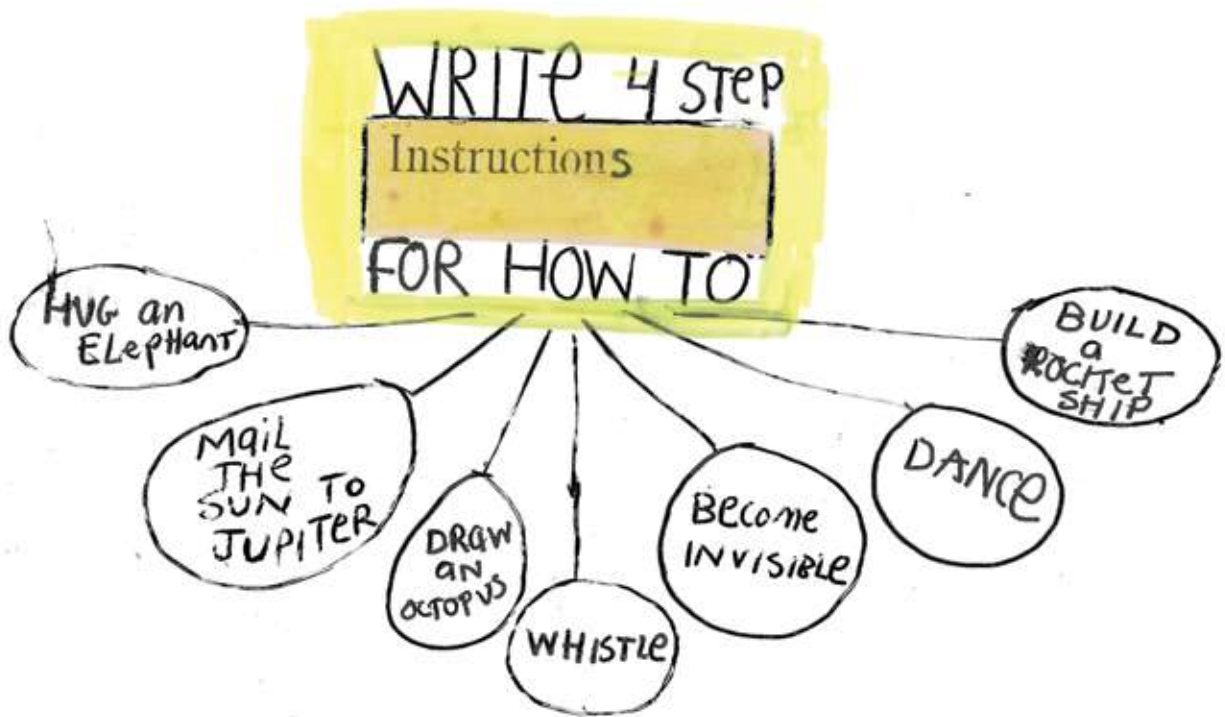 WRITe 4 STeP
Instructions
FOR HOW TO
HUG an
ELepHanT
MaiL
THe
SUN TO
JUPITeR
DRaW
aN
OCTOPUS
WHISTLe
BeCome
INVISIBLe
DANCe
BUILD
a
ROCKeT
SHIP